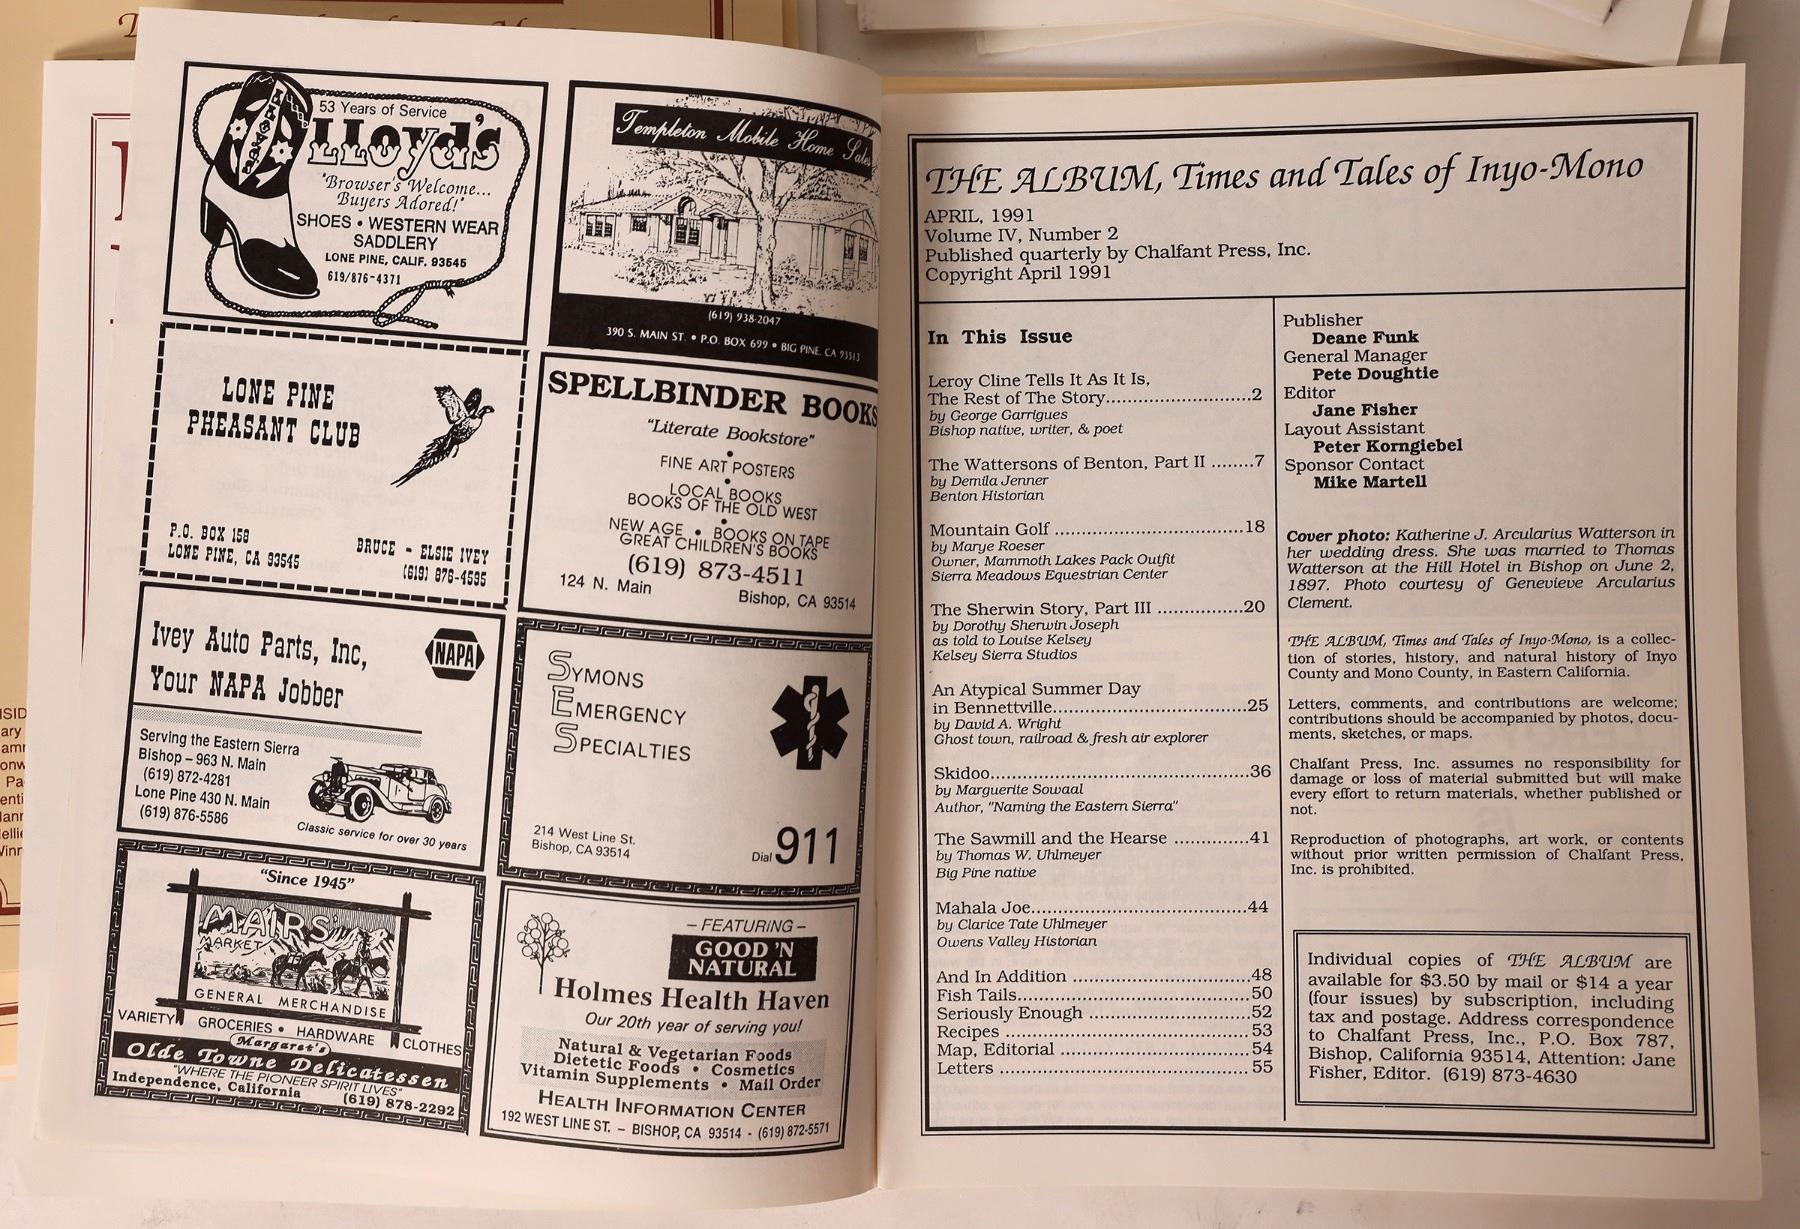 53 Years of Service
LLOyd's
"Browser's Welcome...
Buyers Adored!"
SHOES • WESTERN WEAR
SADDLERY
LONE PINE, CALIF. 93545
619/876-4371
Templeton Mobile Home Sales
(619) 938-2047
390 S. MAIN ST. • P.O. BOX 699 • BIG PINE, CA 93513
LONE PINE
PHEASANT CLUB
P.O. BOX 158
LONE PINE, CA 93545
BRUCE - ELSIE IVEY
(619) 876-4595
SPELLBINDER BOOKS
"Literate Bookstore"
•
FINE ART POSTERS
•
LOCAL BOOKS
BOOKS OF THE OLD WEST
•
NEW AGE • BOOKS ON TAPE
GREAT CHILDREN'S BOOKS
(619) 873-4511
124 N. Main
Bishop, CA 93514
Ivey Auto Parts, Inc,
Your NAPA Jobber
NAPA
Serving the Eastern Sierra
Bishop – 963 N. Main
(619) 872-4281
Lone Pine 430 N. Main
(619) 876-5586
Classic service for over 30 years
SYMONS
EMERGENCY
SPECIALTIES
214 West Line St.
Bishop, CA 93514
Dial 911
"Since 1945"
MAIRS'
MARKET
GENERAL MERCHANDISE
VARIETY
GROCERIES • HARDWARE
CLOTHES
Margaret's
Olde Towne Delicatessen
"WHERE THE PIONEER SPIRIT LIVES"
Independence, California
(619) 878-2292
– FEATURING –
GOOD 'N
NATURAL
Holmes Health Haven
Our 20th year of serving you!
Natural & Vegetarian Foods
Dietetic Foods • Cosmetics
Vitamin Supplements • Mail Order
HEALTH INFORMATION CENTER
192 WEST LINE ST. – BISHOP, CA 93514 - (619) 872-5571
THE ALBUM, Times and Tales of Inyo-Mono
APRIL, 1991
Volume IV, Number 2
Published quarterly by Chalfant Press, Inc.
Copyright April 1991
In This Issue
Leroy Cline Tells It As It Is,
The Rest of The Story..........................2
by George Garrigues
Bishop native, writer, & poet
The Wattersons of Benton, Part II ........7
by Demila Jenner
Benton Historian
Mountain Golf ..................................18
by Marye Roeser
Owner, Mammoth Lakes Pack Outfit
Sierra Meadows Equestrian Center
The Sherwin Story, Part III ...............20
by Dorothy Sherwin Joseph
as told to Louise Kelsey
Kelsey Sierra Studios
An Atypical Summer Day
in Bennettville...................................25
by David A. Wright
Ghost town, railroad & fresh air explorer
Skidoo..............................................36
by Marguerite Sowaal
Author, "Naming the Eastern Sierra"
The Sawmill and the Hearse .............41
by Thomas W. Uhlmeyer
Big Pine native
Mahala Joe.......................................44
by Clarice Tate Uhlmeyer
Owens Valley Historian
And In Addition ................................48
Fish Tails..........................................50
Seriously Enough .............................52
Recipes ............................................53
Map, Editorial ...................................54
Letters ..............................................55
Publisher
Deane Funk
General Manager
Pete Doughtie
Editor
Jane Fisher
Layout Assistant
Peter Korngiebel
Sponsor Contact
Mike Martell
Cover photo: Katherine J. Arcularius Watterson in
her wedding dress. She was married to Thomas
Watterson at the Hill Hotel in Bishop on June 2,
1897. Photo courtesy of Genevieve Arcularius
Clement.
THE ALBUM, Times and Tales of Inyo-Mono, is a collec-
tion of stories, history, and natural history of Inyo
County and Mono County, in Eastern California.
Letters, comments, and contributions are welcome;
contributions should be accompanied by photos, docu-
ments, sketches, or maps.
Chalfant Press, Inc. assumes no responsibility for
damage or loss of material submitted but will make
every effort to return materials, whether published or
not.
Reproduction of photographs, art work, or contents
without prior written permission of Chalfant Press,
Inc. is prohibited.
Individual copies of THE ALBUM are
available for $3.50 by mail or $14 a year
(four issues) by subscription, including
tax and postage. Address correspondence
to Chalfant Press, Inc., P.O. Box 787,
Bishop, California 93514, Attention: Jane
Fisher, Editor. (619) 873-4630